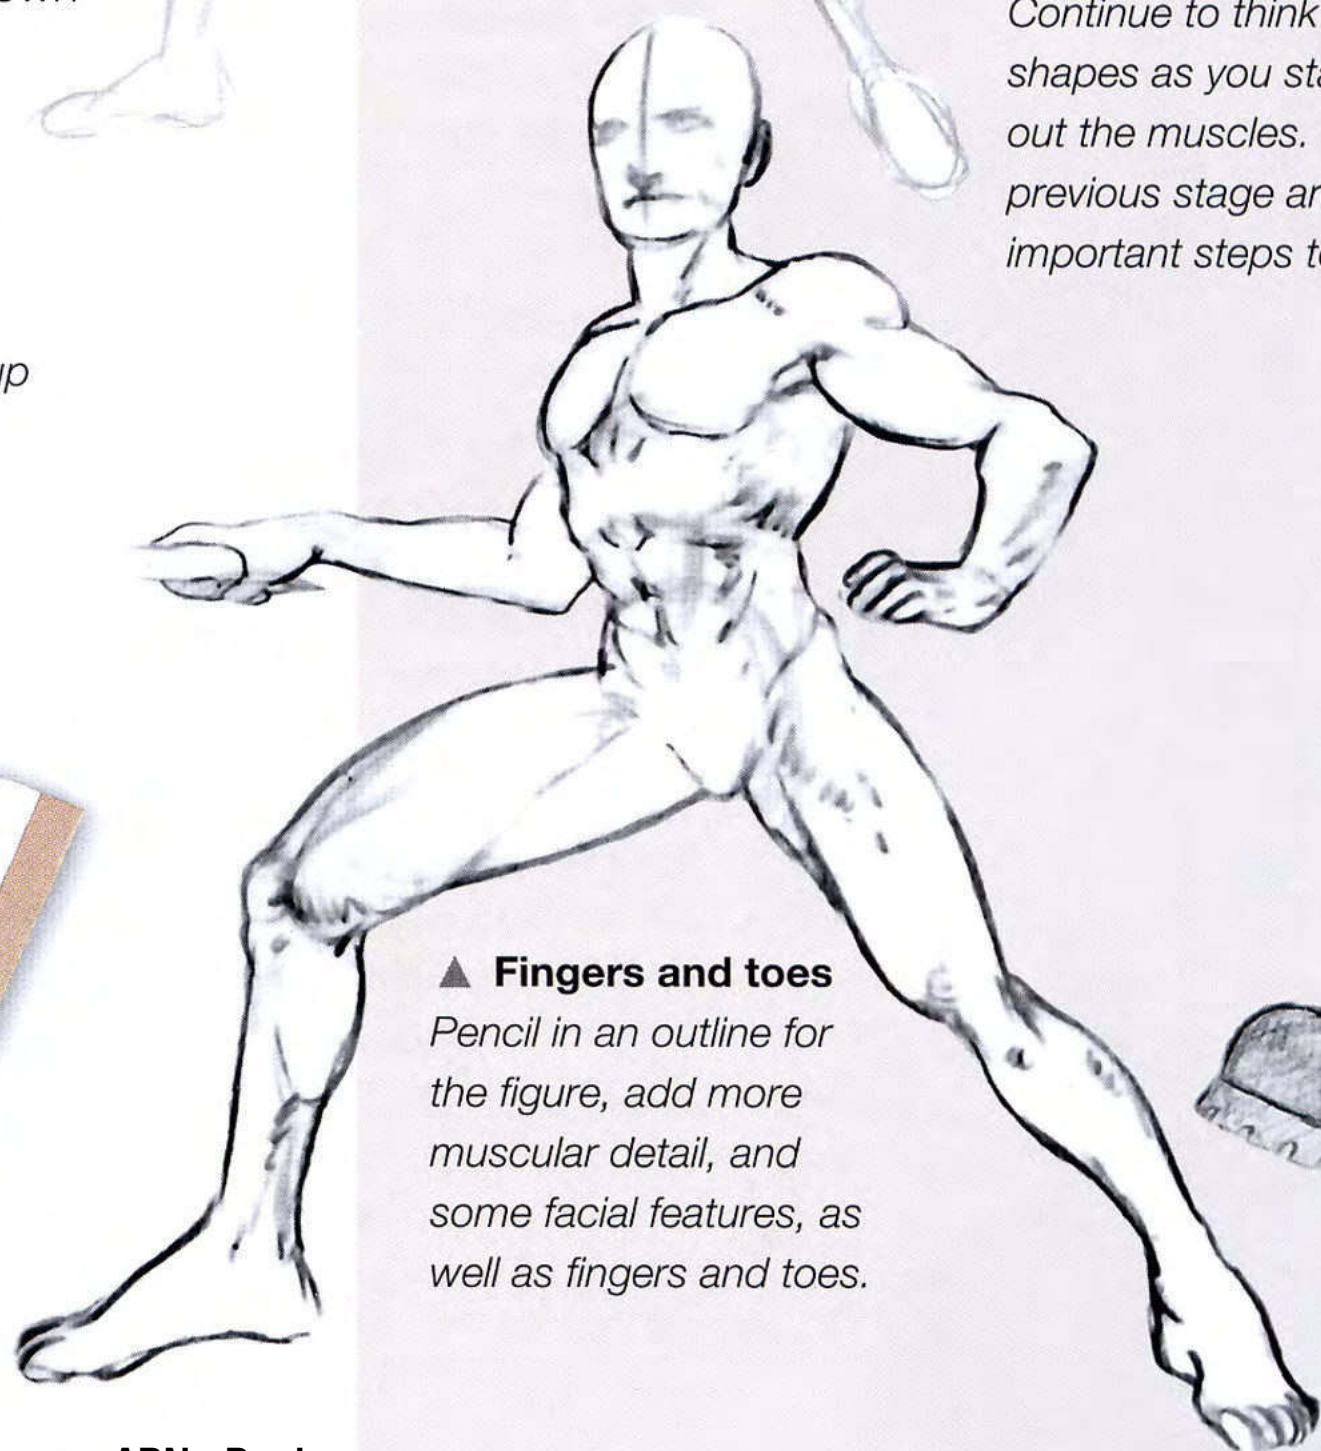 Continue to think
shapes as you sta
out the muscles.
previous stage ar
important steps t
up
▲ Fingers and toes
Pencil in an outline for
the figure, add more
muscular detail, and
some facial features, as
well as fingers and toes.